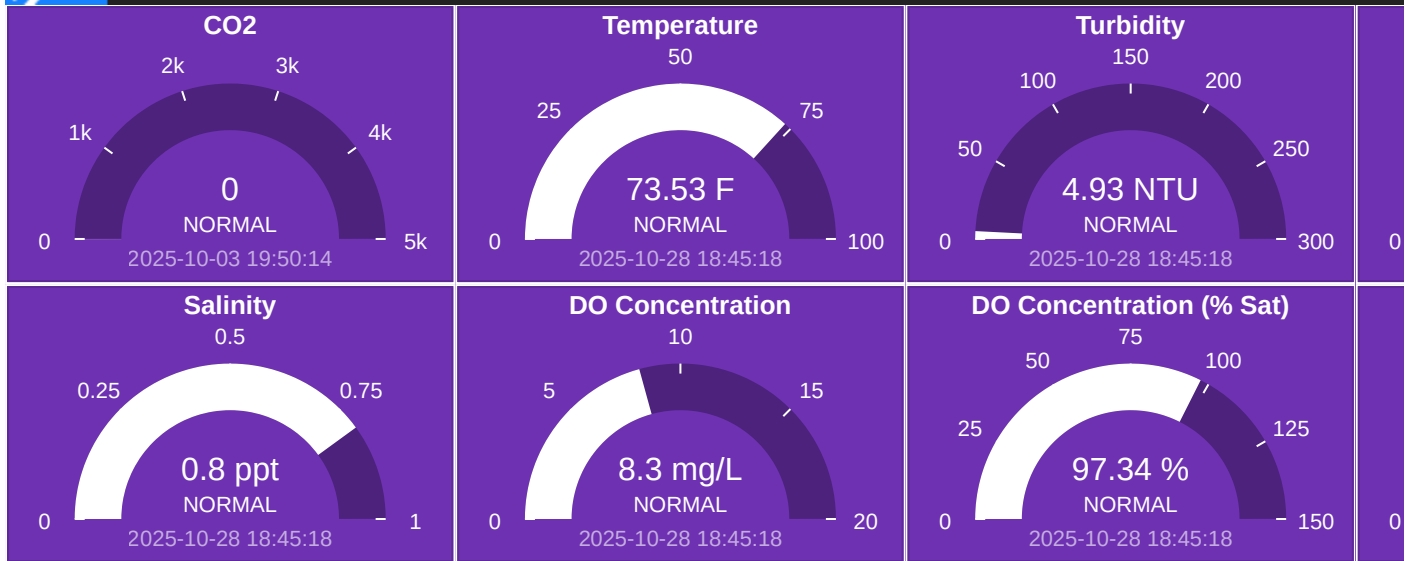 CO2
0
1k
2k
3k
4k
5k
0
NORMAL
2025-10-03 19:50:14
Temperature
0
25
50
75
100
73.53 F
NORMAL
2025-10-28 18:45:18
Turbidity
0
50
100
150
200
250
300
4.93 NTU
NORMAL
2025-10-28 18:45:18
0
Salinity
0
0.25
0.5
0.75
1
0.8 ppt
NORMAL
2025-10-28 18:45:18
DO Concentration
0
5
10
15
20
8.3 mg/L
NORMAL
2025-10-28 18:45:18
DO Concentration (% Sat)
0
25
50
75
100
125
150
97.34 %
NORMAL
2025-10-28 18:45:18
0